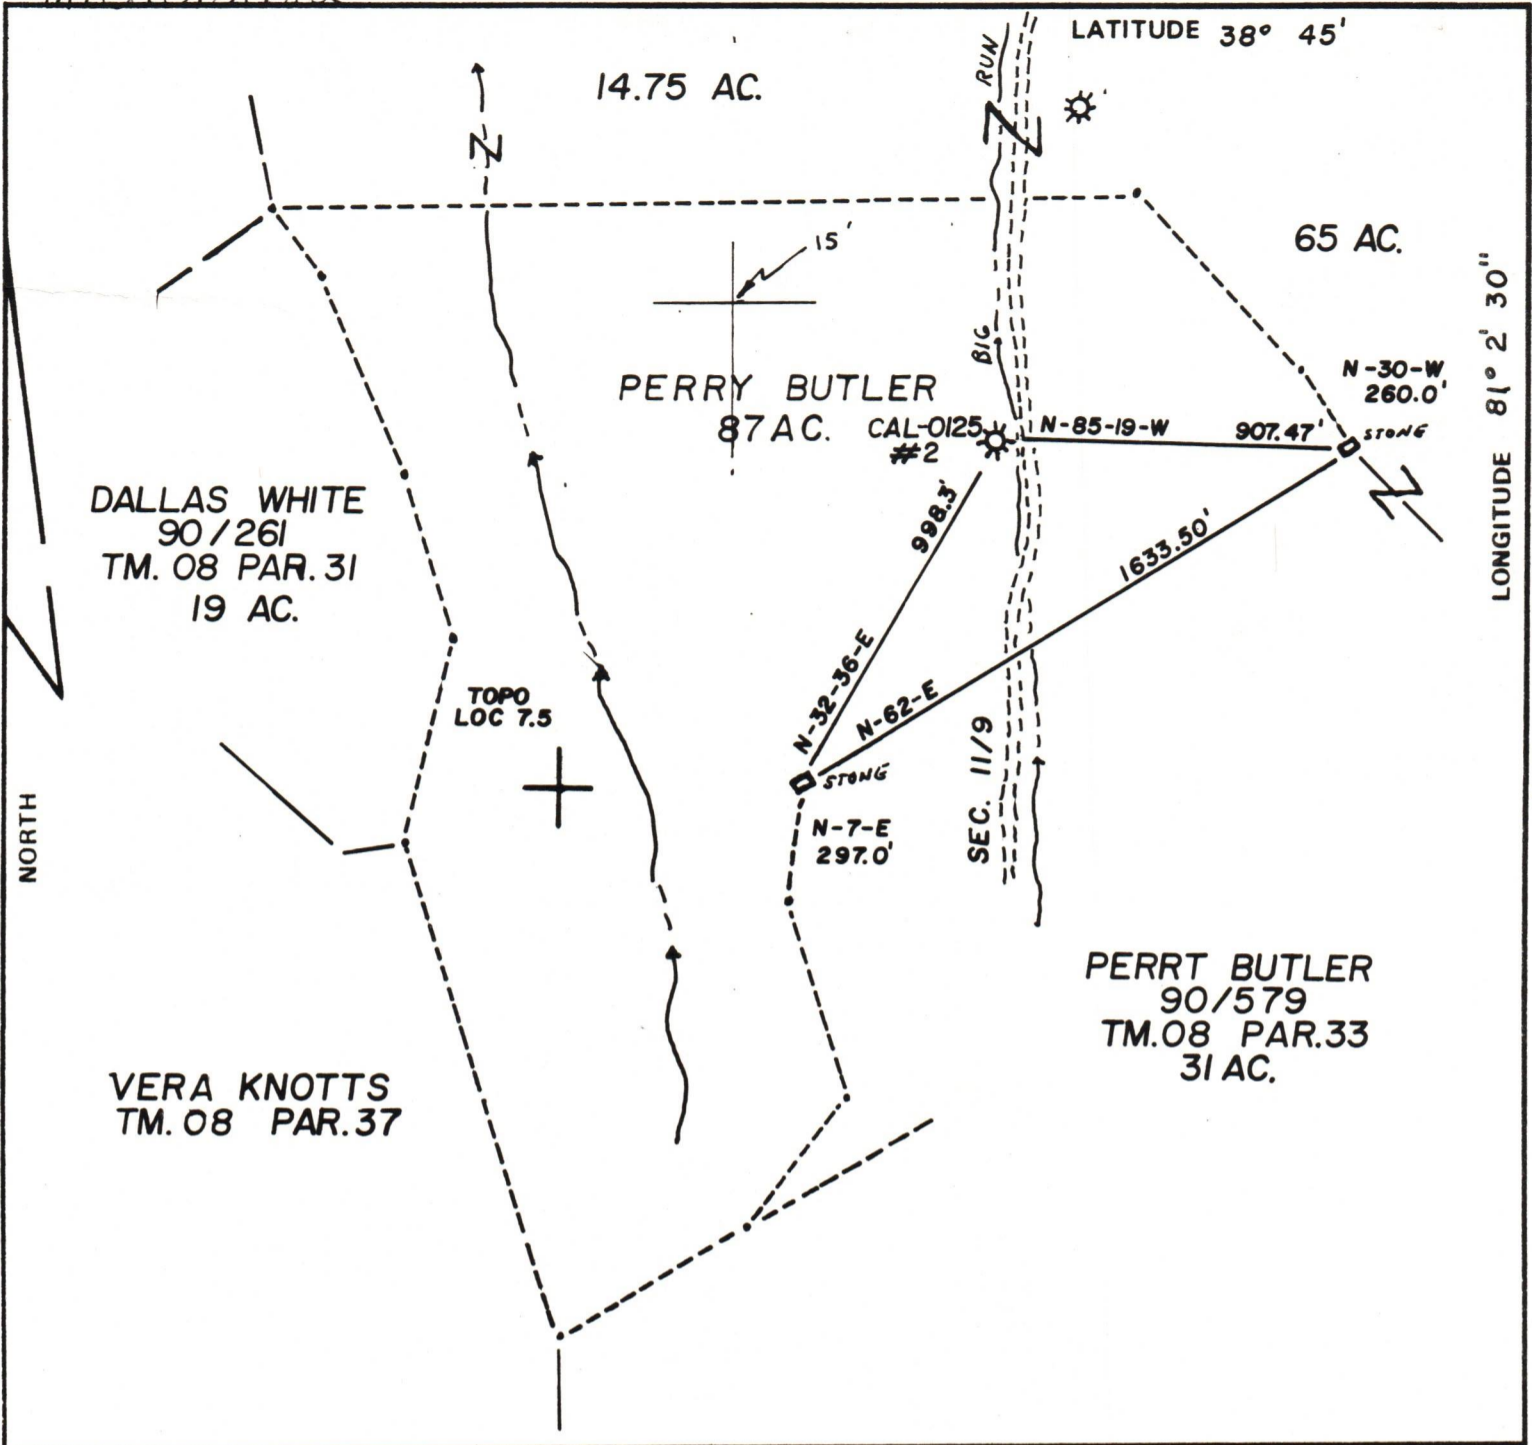 LATITUDE 38° 45'
14.75 AC.
RUN
15'
65 AC.
BIG
N-30-W
260.0'
LONGITUDE 81° 2' 30"
PERRY BUTLER
87 AC.
CAL-0125
#2
N-85-19-W 907.47'
STONE
DALLAS WHITE
90/261
TM. 08 PAR. 31
19 AC.
998.3'
N-32-36-E
1633.50'
N-62-E
TOPO
LOC 7.5
STONE
SEC. 11/9
N-7-E
297.0'
NORTH
PERRT BUTLER
90/579
TM.08 PAR.33
31 AC.
VERA KNOTTS
TM. 08 PAR. 37